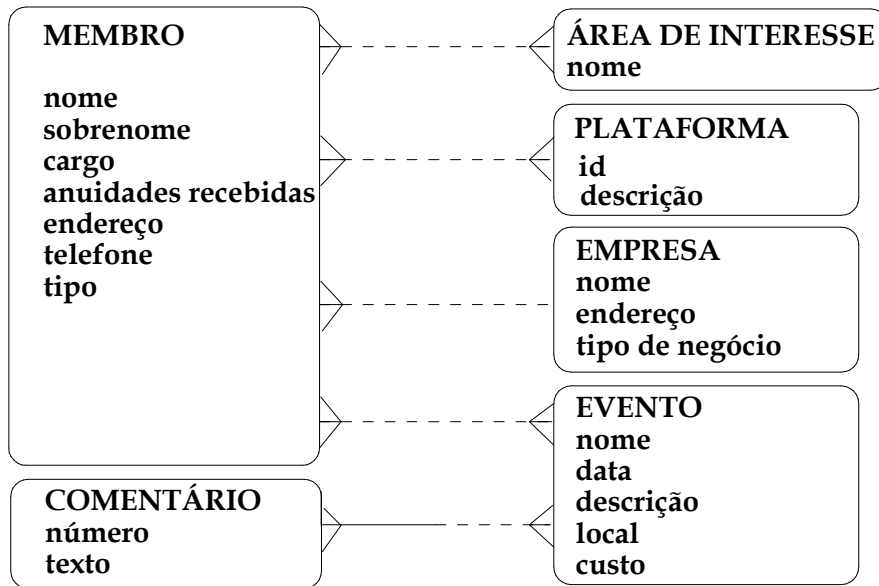 MEMBRO
nome
sobrenome
cargo
anuidades recebidas
endereço
telefone
tipo
COMENTÁRIO
número
texto
ÁREA DE INTERESSE
nome
PLATAFORMA
id
descrição
EMPRESA
nome
endereço
tipo de negócio
EVENTO
nome
data
descrição
local
custo